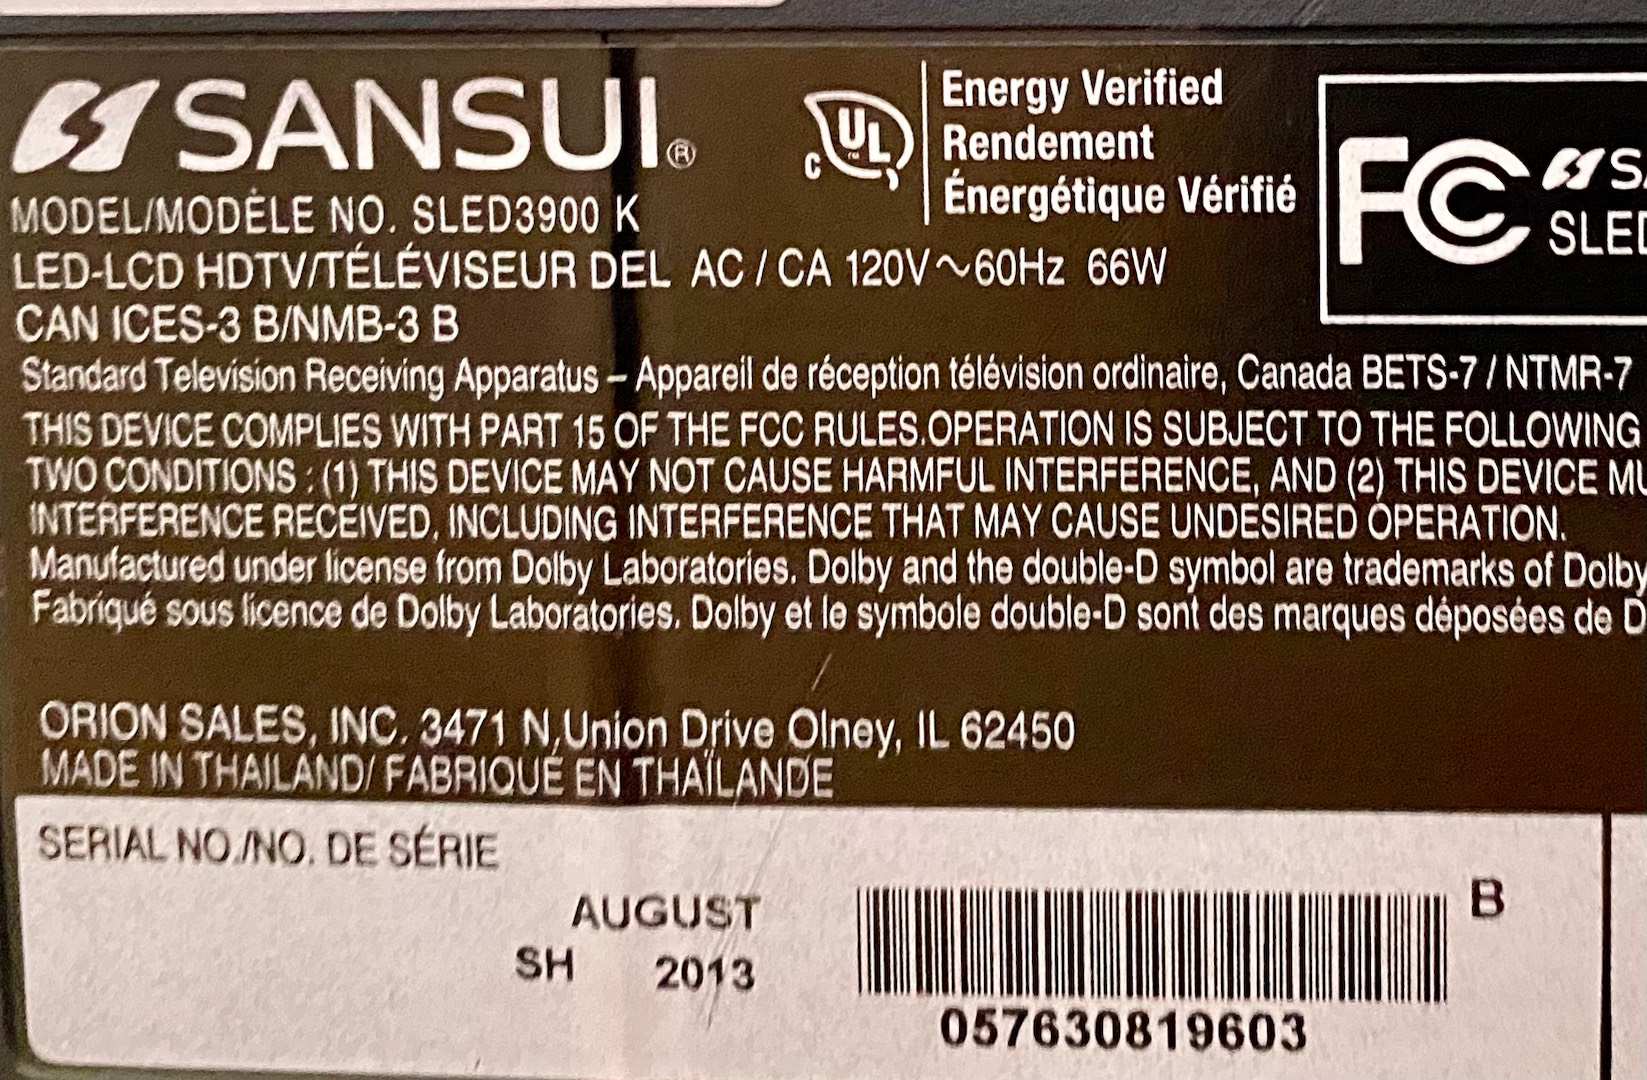 SANSUI®
MODEL/MODÈLE NO. SLED3900 K
LED-LCD HDTV/TÉLÉVISEUR DEL AC / CA 120V~60Hz 66W
CAN ICES-3 B/NMB-3 B
C UL
Energy Verified
Rendement
Énergétique Vérifié
FC SA
SLED
Standard Television Receiving Apparatus – Appareil de réception télévision ordinaire, Canada BETS-7 / NTMR-7
THIS DEVICE COMPLIES WITH PART 15 OF THE FCC RULES.OPERATION IS SUBJECT TO THE FOLLOWING
TWO CONDITIONS : (1) THIS DEVICE MAY NOT CAUSE HARMFUL INTERFERENCE, AND (2) THIS DEVICE MU
INTERFERENCE RECEIVED, INCLUDING INTERFERENCE THAT MAY CAUSE UNDESIRED OPERATION.
Manufactured under license from Dolby Laboratories. Dolby and the double-D symbol are trademarks of Dolby
Fabriqué sous licence de Dolby Laboratories. Dolby et le symbole double-D sont des marques déposées de D
ORION SALES, INC. 3471 N,Union Drive Olney, IL 62450
MADE IN THAILAND/ FABRIQUÉ EN THAÏLANDE
SERIAL NO./NO. DE SÉRIE
AUGUST
SH 2013
B
057630819603